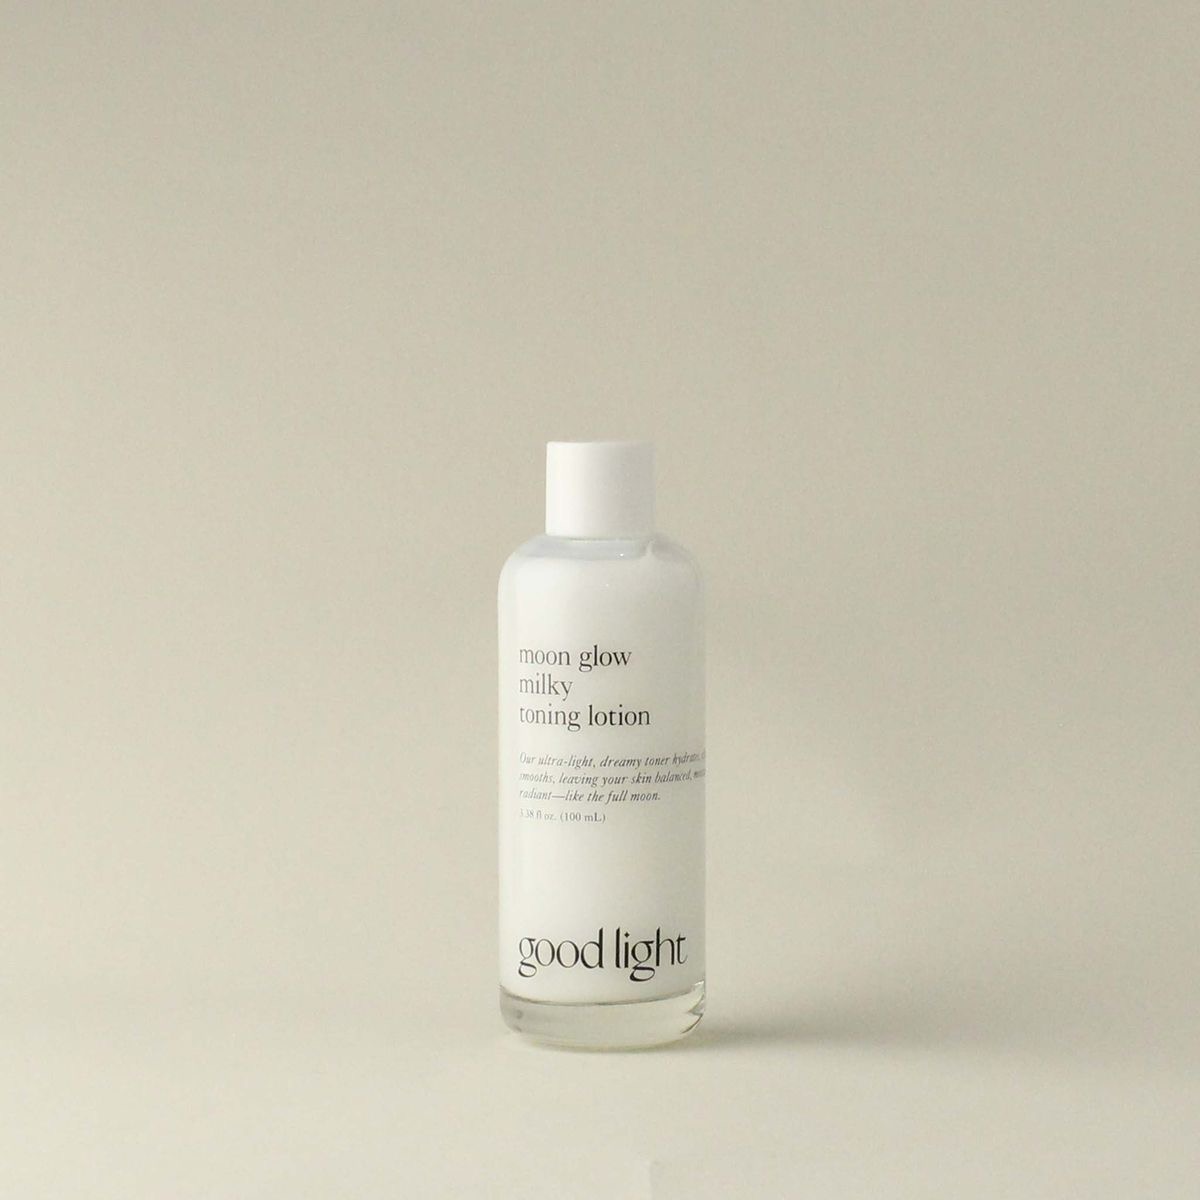 moon glow
milky
toning lotion
Our ultra-light, dreamy toner hydrates,
smooths, leaving your skin balanced,
radiant—like the full moon.
3.38 fl oz. (100 mL)
good light